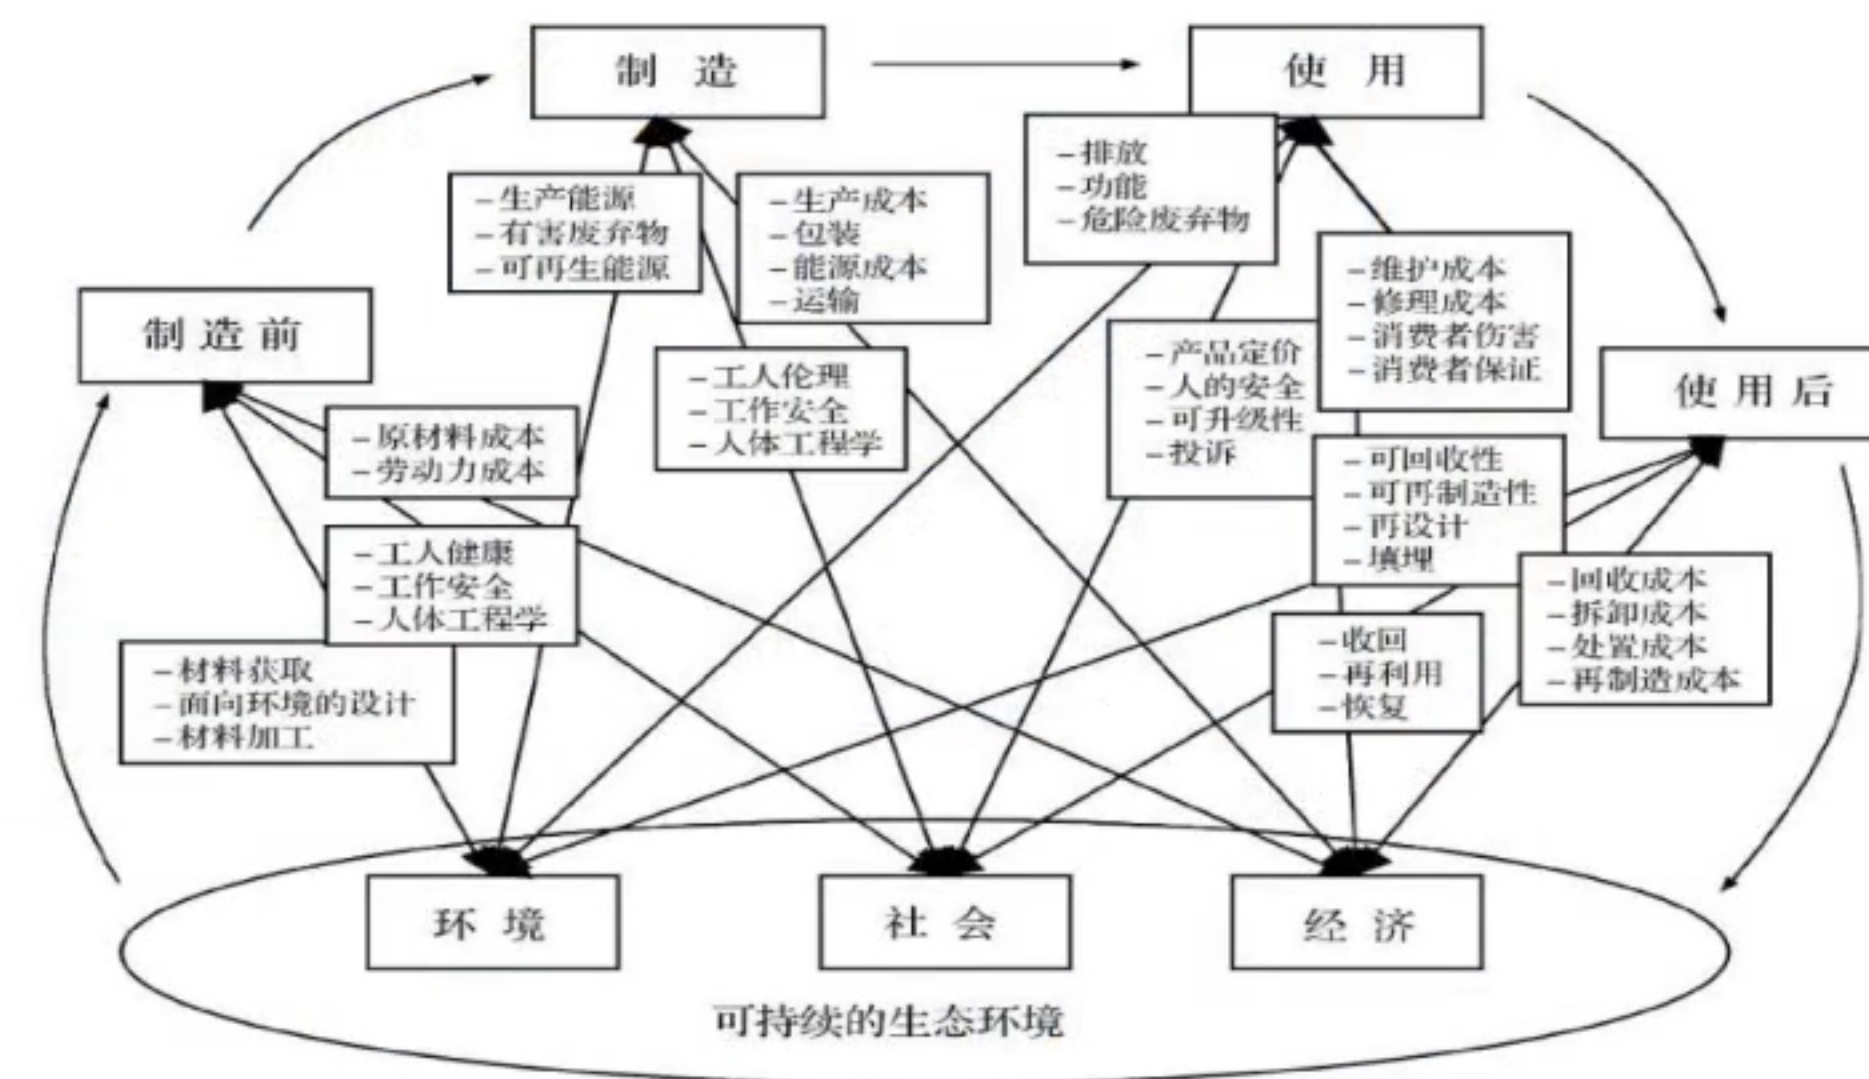 制造
使用
制造前
使用后
–生产能源
–有害废弃物
–可再生能源
–生产成本
–包装
–能源成本
–运输
–工人伦理
–工作安全
–人体工程学
–排放
–功能
–危险废弃物
–维护成本
–修理成本
–消费者伤害
–消费者保证
–产品定价
–人的安全
–可升级性
–投诉
–原材料成本
–劳动力成本
–工人健康
–工作安全
–人体工程学
–材料获取
–面向环境的设计
–材料加工
–可回收性
–可再制造性
–再设计
–填埋
–收回
–再利用
–恢复
–回收成本
–拆卸成本
–处置成本
–再制造成本
环境
社会
经济
可持续的生态环境